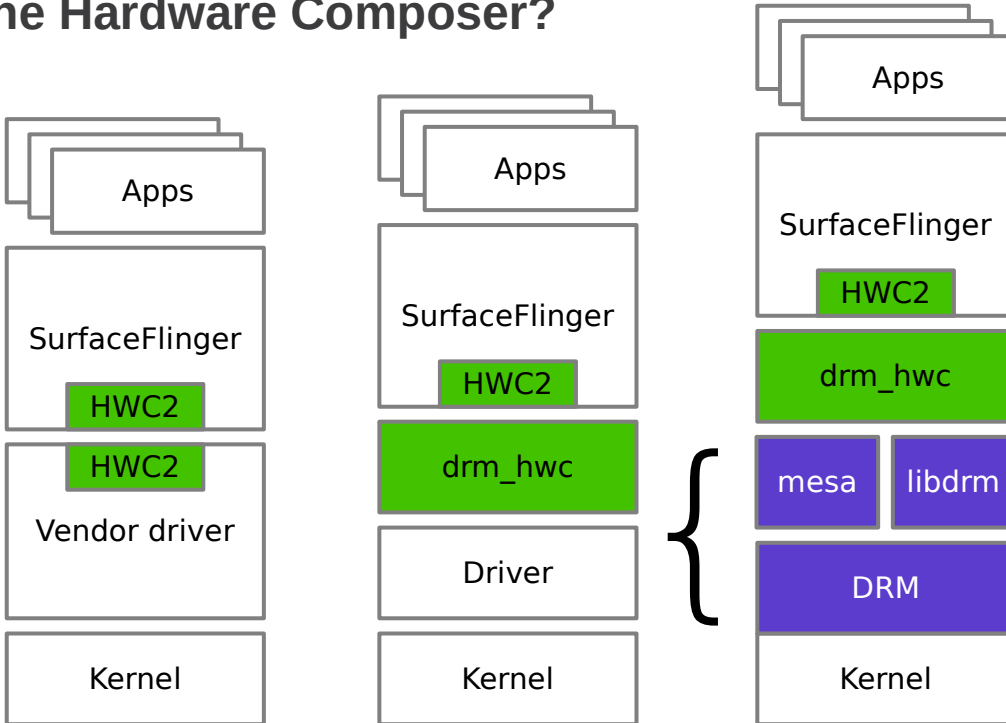 ne Hardware Composer?
Apps
SurfaceFlinger
HWC2
HWC2
Vendor driver
Kernel
Apps
SurfaceFlinger
HWC2
drm_hwc
Driver
Kernel
Apps
SurfaceFlinger
HWC2
drm_hwc
mesa libdrm
DRM
Kernel